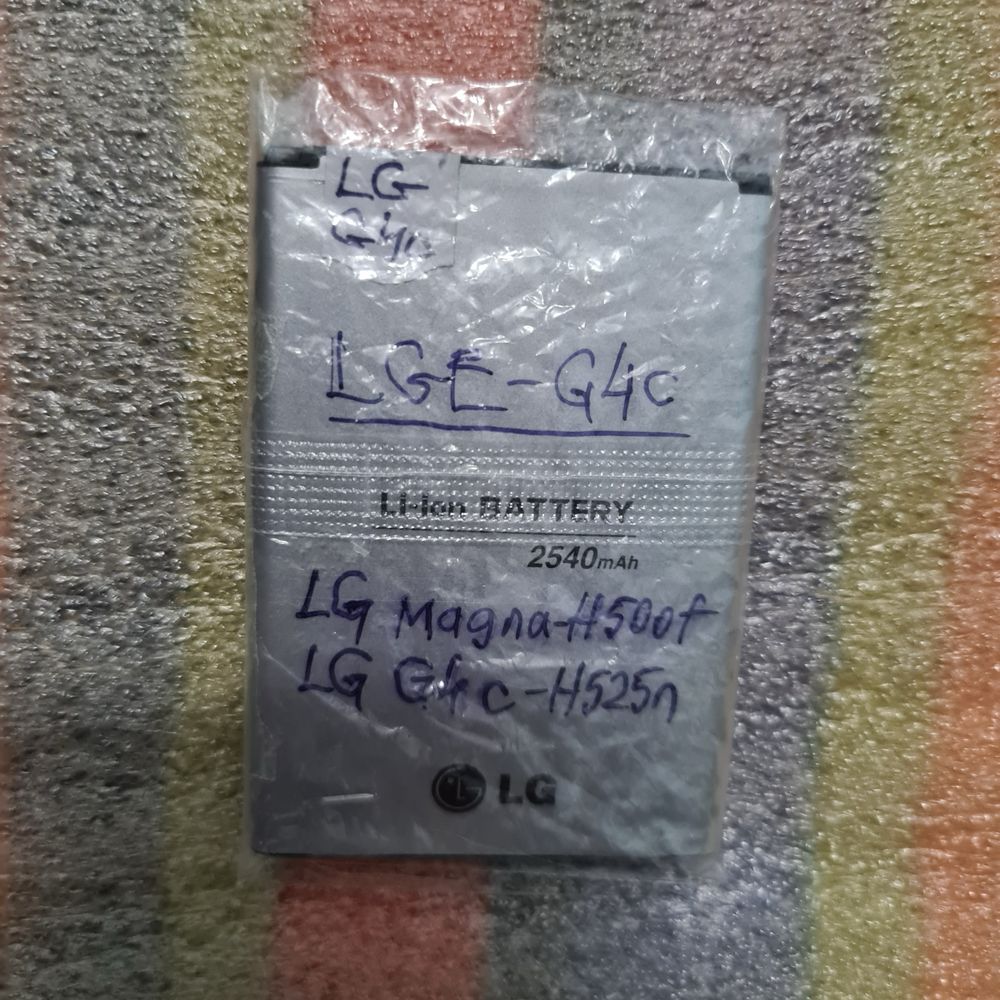 LG
G4c
LGE-G4c
Li-ion BATTERY
2540mAh
LG Magna-H500f
LG G4c-H525n
LG